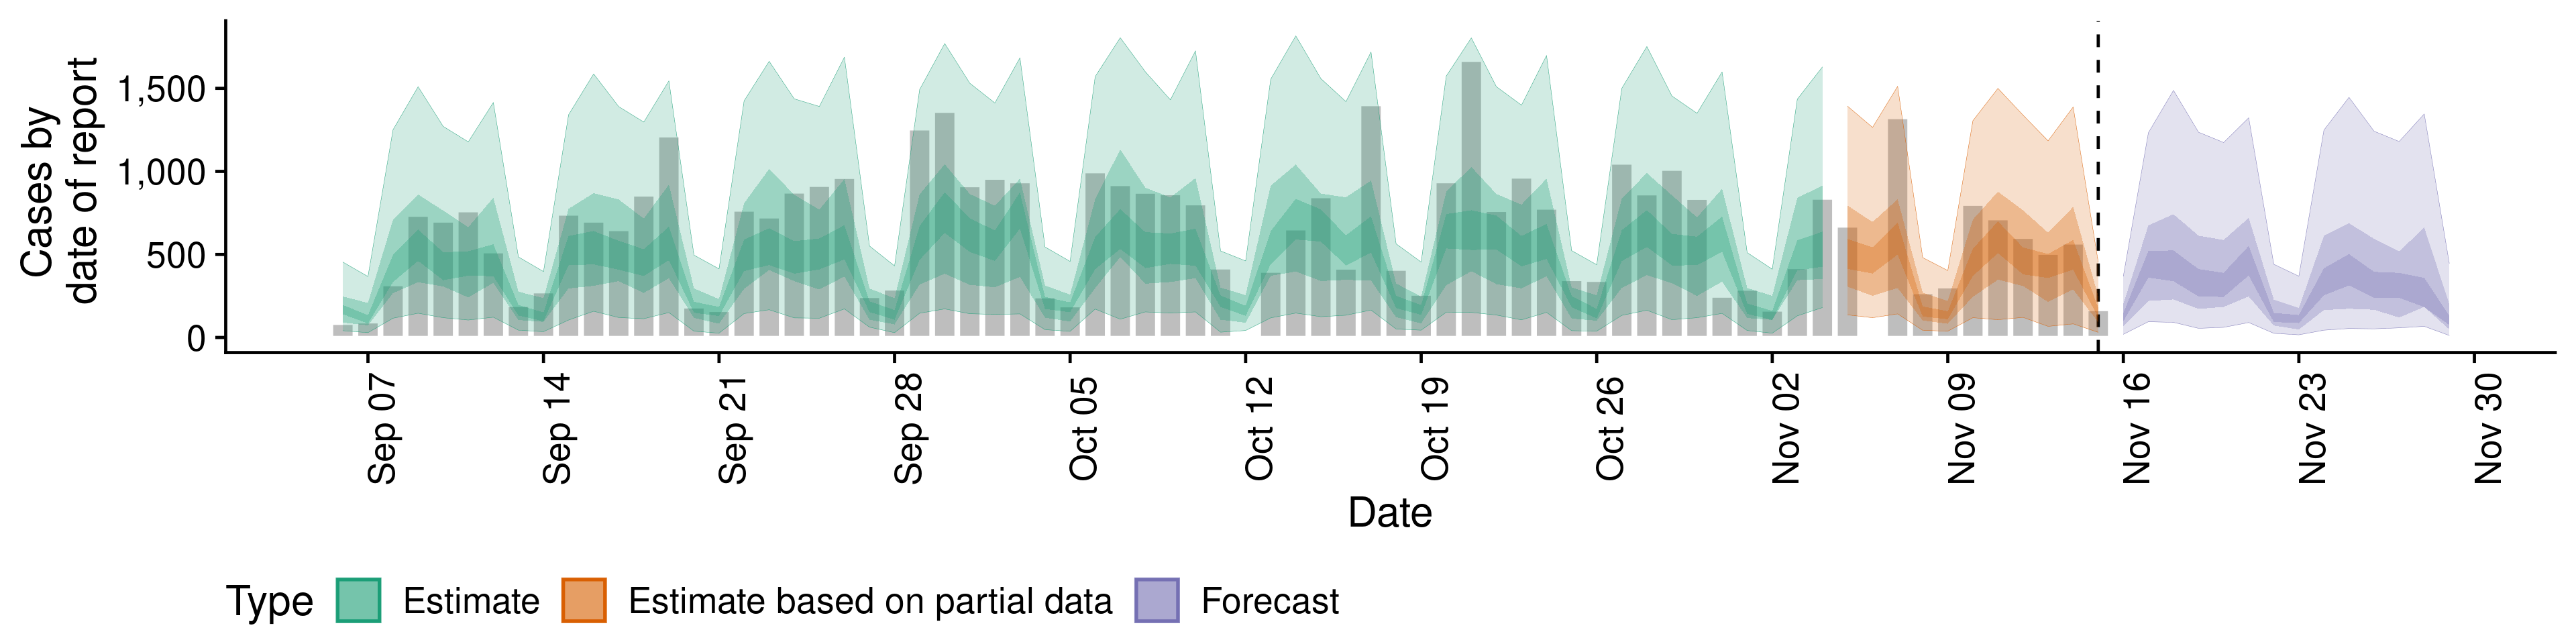 Cases by
date of report
1,500
1,000
500
0
Sep 07
Sep 14
Sep 21
Sep 28
Oct 05
Oct 12
Oct 19
Oct 26
Nov 02
Nov 09
Nov 16
Nov 23
Nov 30
Date
Type Estimate Estimate based on partial data Forecast